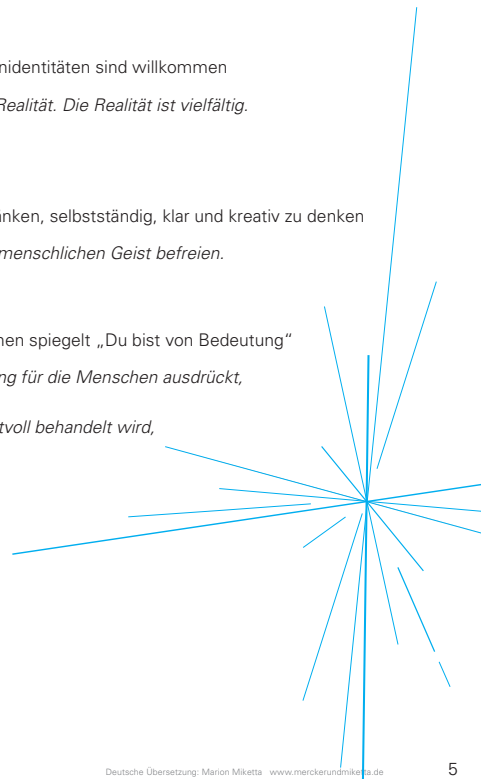 nidentitäten sind willkommen
Realität. Die Realität ist vielfältig.
änken, selbstständig, klar und kreativ zu denken
menschlichen Geist befreien.
nen spiegelt „Du bist von Bedeutung“
ng für die Menschen ausdrückt,
tvoll behandelt wird,
Deutsche Übersetzung: Marion Miketta www.merckerundmiketta.de 5